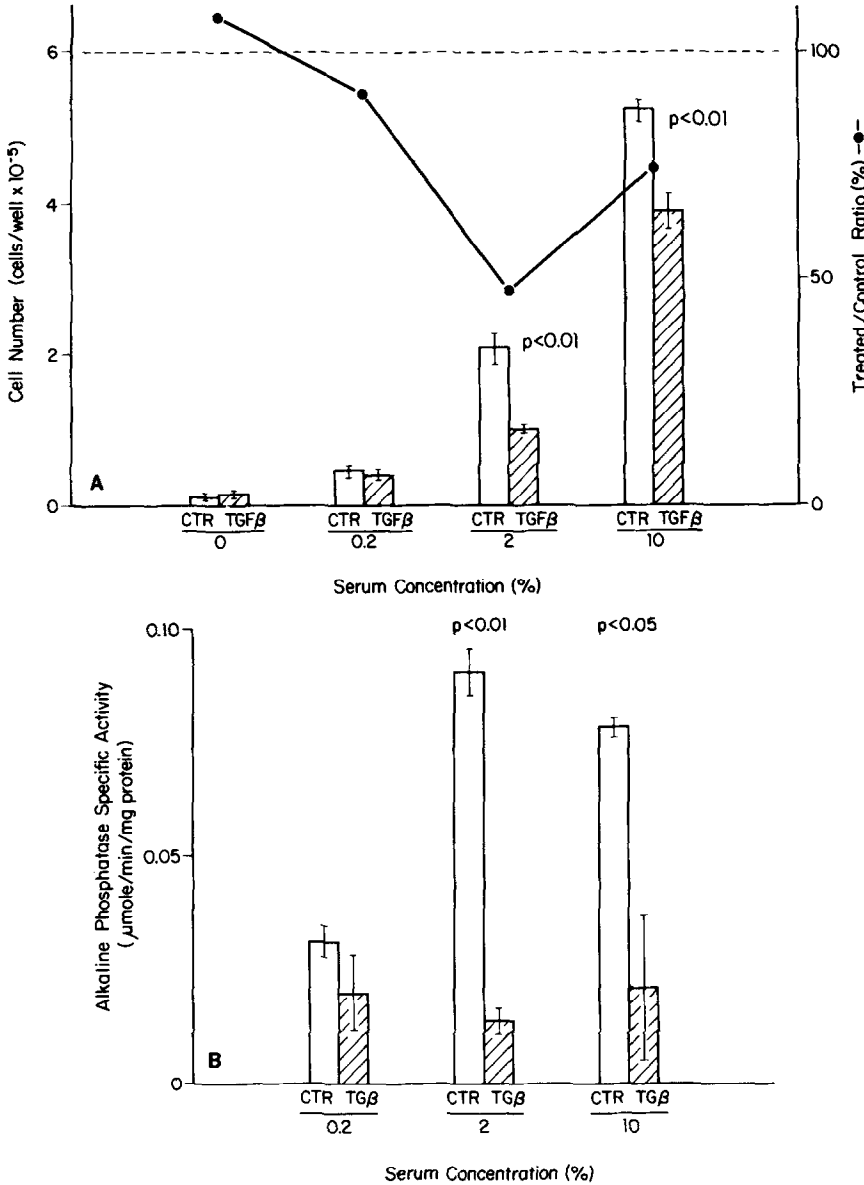 Cell Number (cells/well x 10⁻⁵)
6
4
2
0
Treated/Control Ratio (%) -●-
100
50
0
p<0.01
p<0.01
A
CTR TGFβ
0
CTR TGFβ
0.2
CTR TGFβ
2
CTR TGFβ
10
Serum Concentration (%)
Alkaline Phosphatase Specific Activity
(μmole/min/mg protein)
0.10
0.05
0
p<0.01
p<0.05
B
CTR TGβ
0.2
CTR TGβ
2
CTR TGβ
10
Serum Concentration (%)